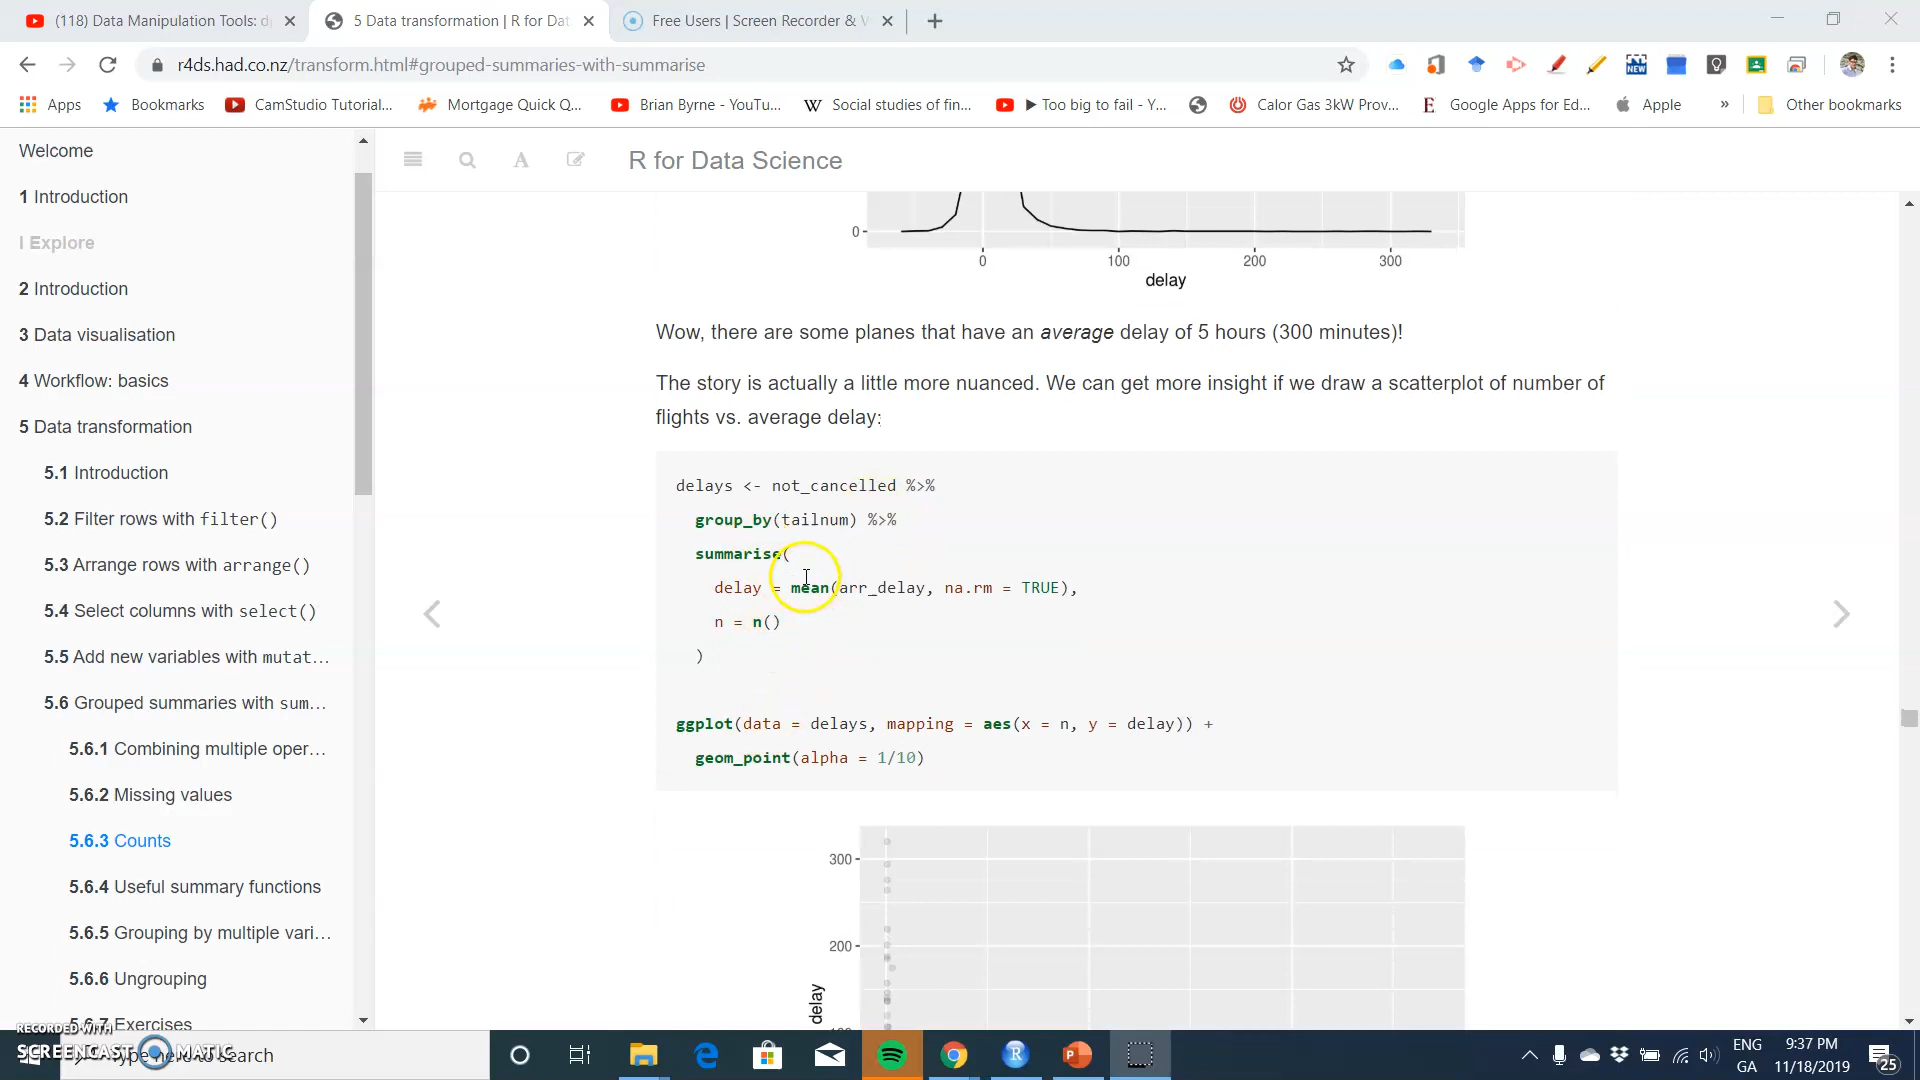 (118) Data Manipulation Tools: d
5 Data transformation | R for Dat
Free Users | Screen Recorder & V
r4ds.had.co.nz/transform.html#grouped-summaries-with-summarise
Apps
Bookmarks
CamStudio Tutorial...
Mortgage Quick Q...
Brian Byrne - YouTu...
Social studies of fin...
▶ Too big to fail - Y...
Calor Gas 3kW Prov...
Google Apps for Ed...
Apple
»
Other bookmarks
Welcome
1 Introduction
I Explore
2 Introduction
3 Data visualisation
4 Workflow: basics
5 Data transformation
5.1 Introduction
5.2 Filter rows with filter()
5.3 Arrange rows with arrange()
5.4 Select columns with select()
5.5 Add new variables with mutat...
5.6 Grouped summaries with sum...
5.6.1 Combining multiple oper...
5.6.2 Missing values
5.6.3 Counts
5.6.4 Useful summary functions
5.6.5 Grouping by multiple vari...
5.6.6 Ungrouping
5.6.7 Exercises
R for Data Science
0
0 100 200 300
delay
Wow, there are some planes that have an average delay of 5 hours (300 minutes)!
The story is actually a little more nuanced. We can get more insight if we draw a scatterplot of number of
flights vs. average delay:
delays <- not_cancelled %>%
group_by(tailnum) %>%
summarise(
delay = mean(arr_delay, na.rm = TRUE),
n = n()
)
ggplot(data = delays, mapping = aes(x = n, y = delay)) +
geom_point(alpha = 1/10)
300
200
delay
RECORDED WITH
SCREENCAST MATIC
Type here to search
ENG
GA
9:37 PM
11/18/2019
25